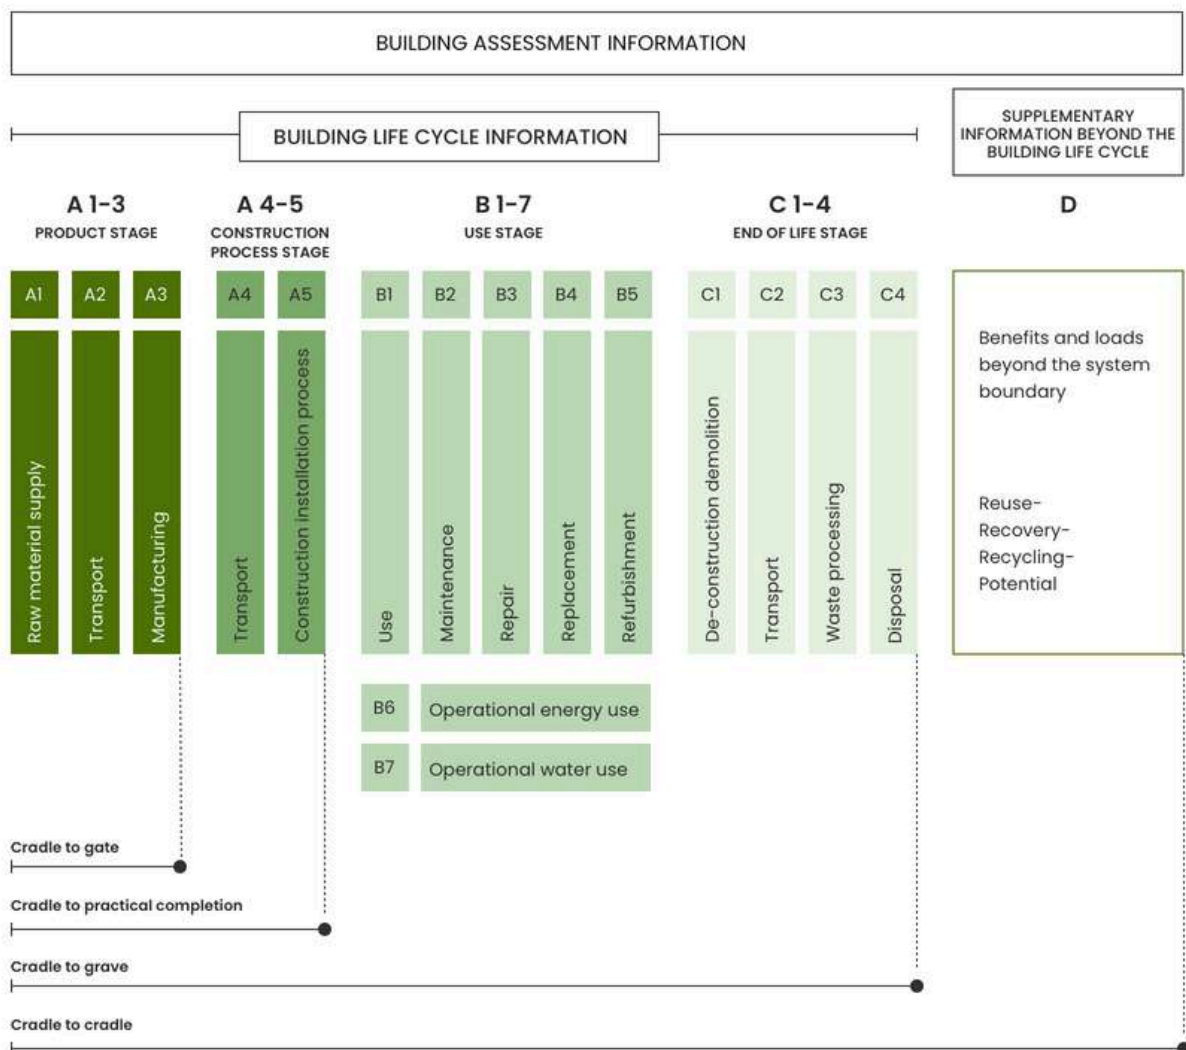 BUILDING ASSESSMENT INFORMATION
BUILDING LIFE CYCLE INFORMATION
SUPPLEMENTARY
INFORMATION BEYOND THE
BUILDING LIFE CYCLE
A 1-3
PRODUCT STAGE
A 4-5
CONSTRUCTION
PROCESS STAGE
B 1-7
USE STAGE
C 1-4
END OF LIFE STAGE
D
A1
A2
A3
A4
A5
B1
B2
B3
B4
B5
C1
C2
C3
C4
Raw material supply
Transport
Manufacturing
Transport
Construction installation process
Use
Maintenance
Repair
Replacement
Refurbishment
De-construction demolition
Transport
Waste processing
Disposal
Benefits and loads
beyond the system
boundary
Reuse-
Recovery-
Recycling-
Potential
B6
Operational energy use
B7
Operational water use
Cradle to gate
Cradle to practical completion
Cradle to grave
Cradle to cradle